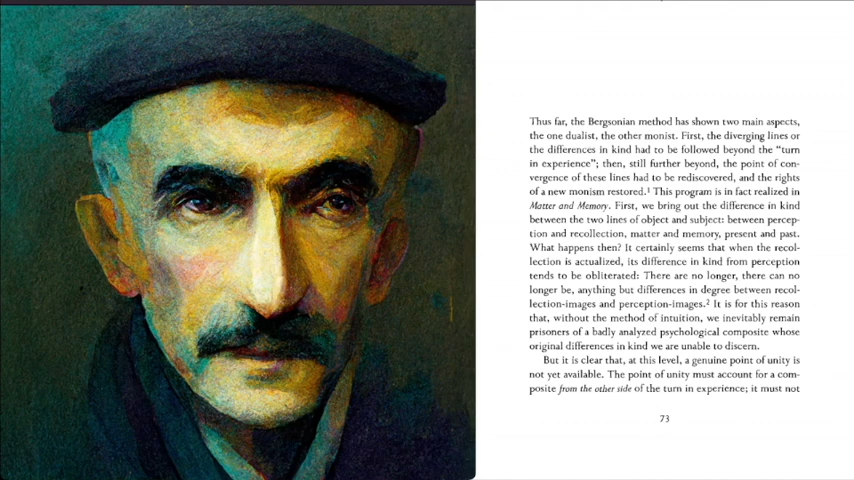 Thus far, the Bergsonian method has shown two main aspects,
the one dualist, the other monist. First, the diverging lines or
the differences in kind had to be followed beyond the “turn
in experience”; then, still further beyond, the point of con-
vergence of these lines had to be rediscovered, and the rights
of a new monism restored.¹ This program is in fact realized in
Matter and Memory. First, we bring out the difference in kind
between the two lines of object and subject: between percep-
tion and recollection, matter and memory, present and past.
What happens then? It certainly seems that when the recol-
lection is actualized, its difference in kind from perception
tends to be obliterated: There are no longer, there can no
longer be, anything but differences in degree between recol-
lection-images and perception-images.² It is for this reason
that, without the method of intuition, we inevitably remain
prisoners of a badly analyzed psychological composite whose
original differences in kind we are unable to discern.
But it is clear that, at this level, a genuine point of unity is
not yet available. The point of unity must account for a com-
posite from the other side of the turn in experience; it must not
73